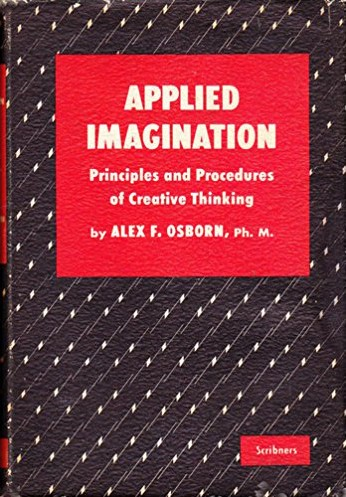 APPLIED
IMAGINATION
Principles and Procedures
of Creative Thinking
by ALEX F. OSBORN, Ph. M.
Scribners